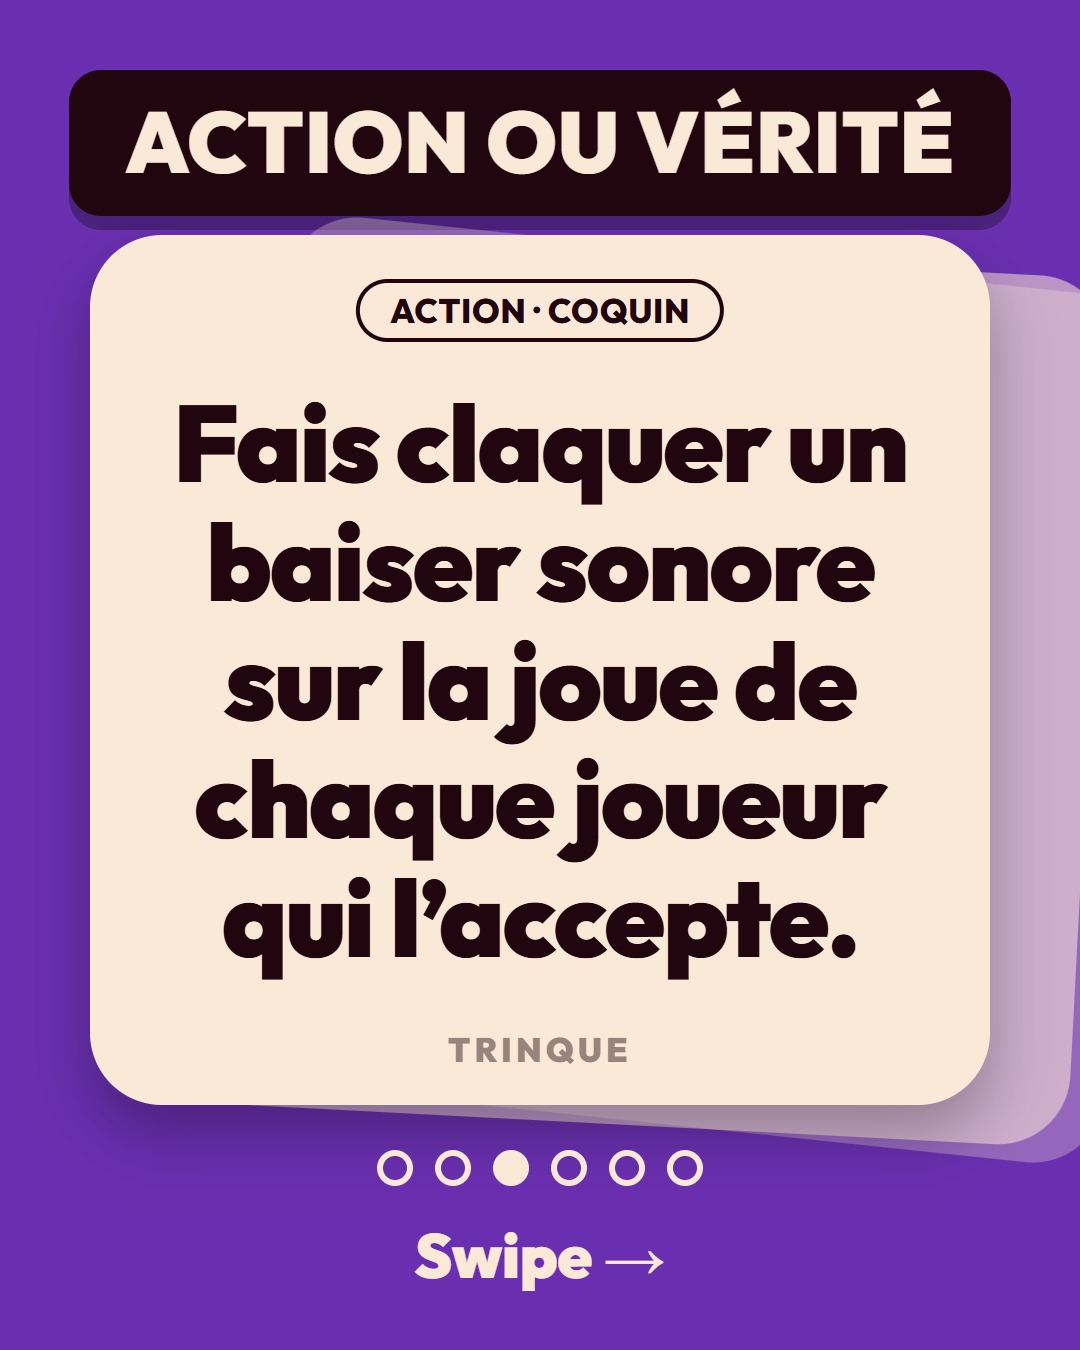 ACTION OU VÉRITÉ
ACTION · COQUIN
Fais claquer un
baiser sonore
sur la joue de
chaque joueur
qui l’accepte.
TRINQUE
Swipe →